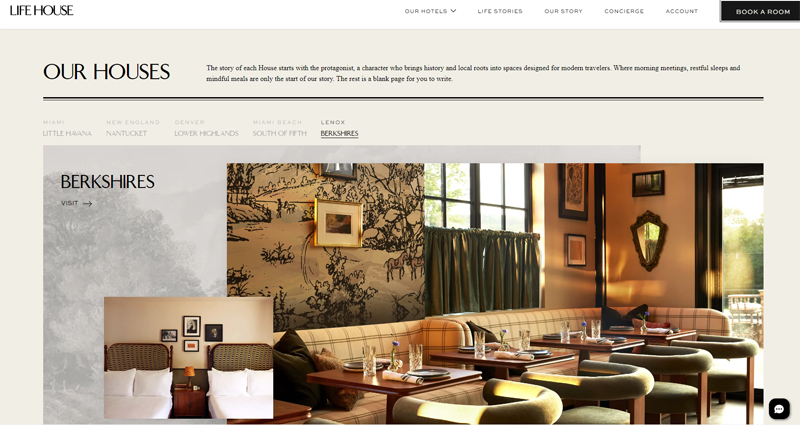 LIFE HOUSE
OUR HOTELS
LIFE STORIES
OUR STORY
CONCIERGE
ACCOUNT
BOOK A ROOM
OUR HOUSES
The story of each House starts with the protagonist, a character who brings history and local roots into spaces designed for modern travelers. Where morning meetings, restful sleeps and
mindful meals are only the start of our story. The rest is a blank page for you to write.
MIAMI
LITTLE HAVANA
NEW ENGLAND
NANTUCKET
DENVER
LOWER HIGHLANDS
MIAMI BEACH
SOUTH OF FIFTH
LENOX
BERKSHIRES
BERKSHIRES
VISIT